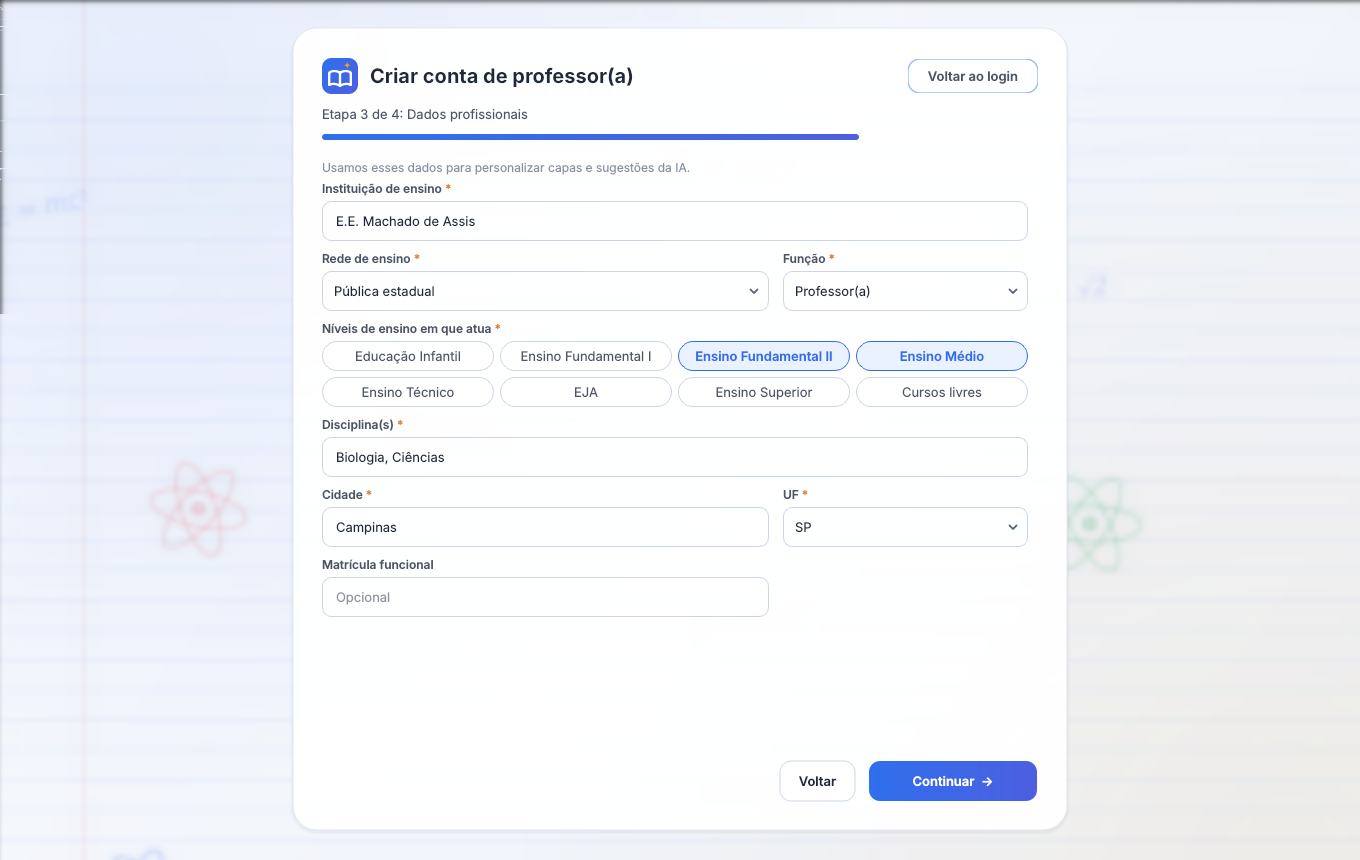 Criar conta de professor(a)
Voltar ao login
Etapa 3 de 4: Dados profissionais
Usamos esses dados para personalizar capas e sugestões da IA.
Instituição de ensino *
E.E. Machado de Assis
Rede de ensino * Função *
Pública estadual Professor(a)
Níveis de ensino em que atua *
Educação Infantil Ensino Fundamental I Ensino Fundamental II Ensino Médio
Ensino Técnico EJA Ensino Superior Cursos livres
Disciplina(s) *
Biologia, Ciências
Cidade * UF *
Campinas SP
Matrícula funcional
Opcional
Voltar Continuar →
= mc²
√2